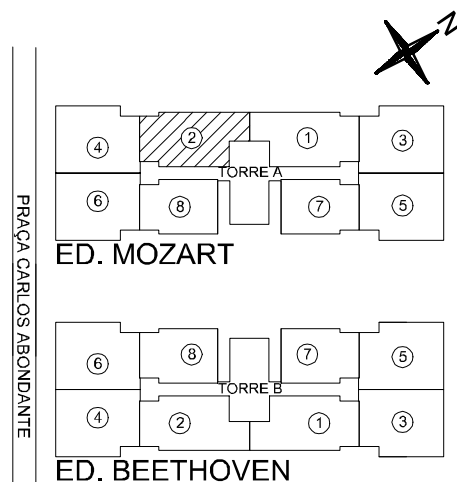 N
4
2
1
3
TORRE A
6
8
7
5
ED. MOZART
PRAÇA CARLOS ABONDANTE
6
8
7
5
TORRE B
4
2
1
3
ED. BEETHOVEN